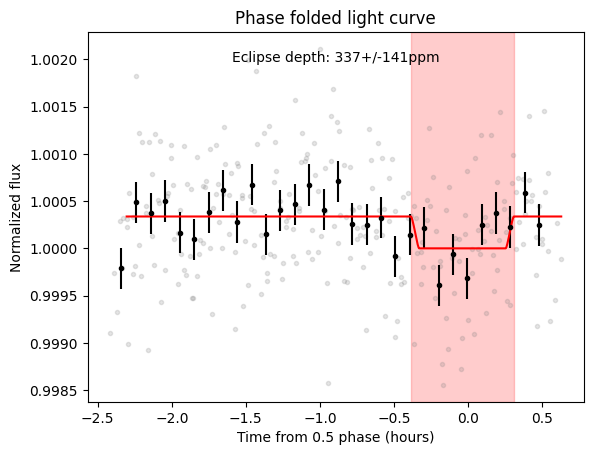 Phase folded light curve
Eclipse depth: 337+/-141ppm
Normalized flux
1.0020
1.0015
1.0010
1.0005
1.0000
0.9995
0.9990
0.9985
−2.5 −2.0 −1.5 −1.0 −0.5 0.0 0.5
Time from 0.5 phase (hours)